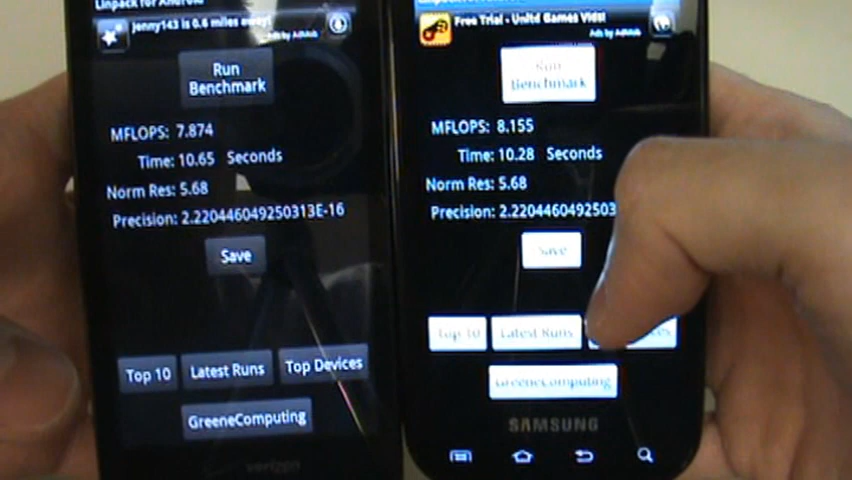 Linpack for Android
Jenny143 is 0.6 miles away!
Ads by AdMob
Run
Benchmark
MFLOPS: 7.874
Time: 10.65 Seconds
Norm Res: 5.68
Precision: 2.220446049250313E-16
Save
Top 10
Latest Runs
Top Devices
GreeneComputing
verizon
Free Trial - Unltd Games Vids!
Ads by AdMob
Run
Benchmark
MFLOPS: 8.155
Time: 10.28 Seconds
Norm Res: 5.68
Precision: 2.2204460492503
Save
Top 10
Latest Runs
GreeneComputing
SAMSUNG